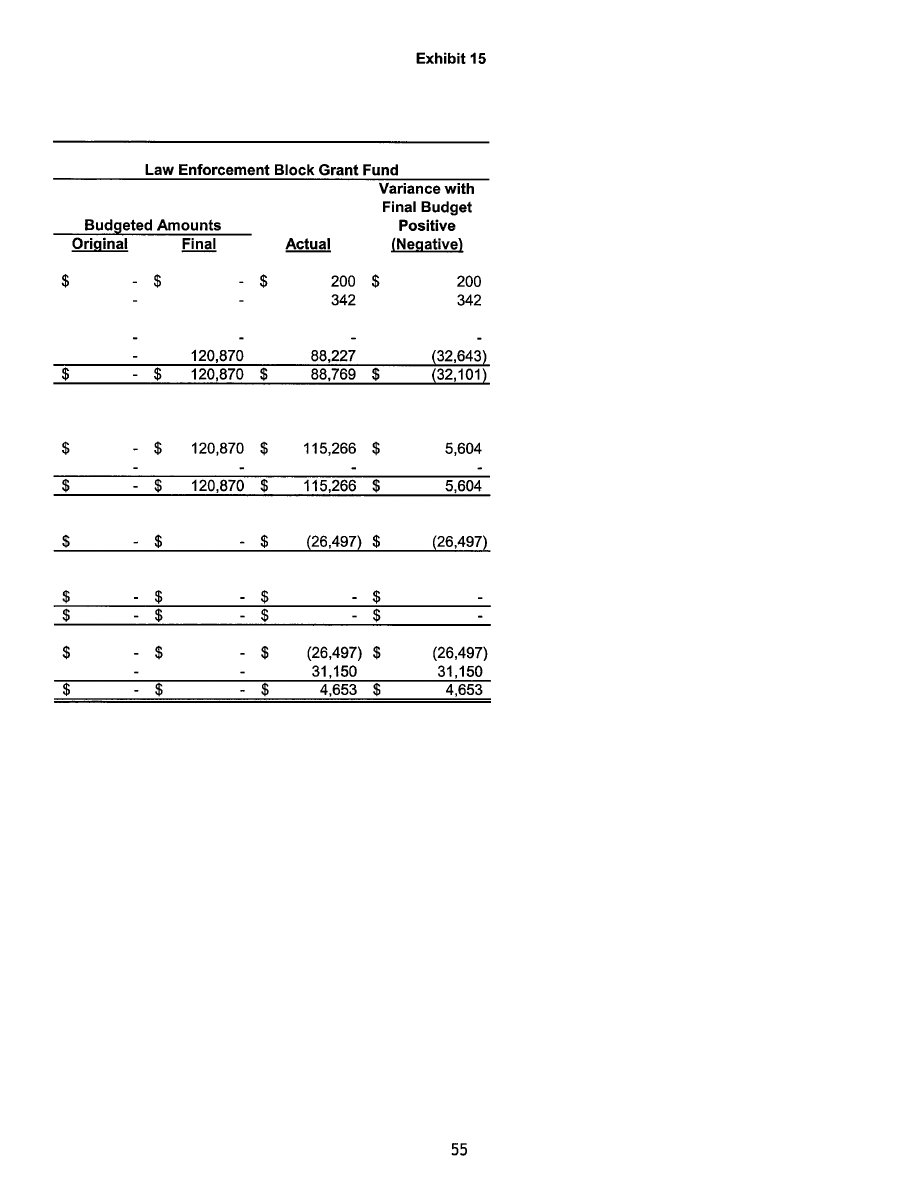 Exhibit 15
Law Enforcement Block Grant Fund
Variance with
Final Budget
Budgeted Amounts Positive
Original Final Actual (Negative)
$ - $ - $ 200 $ 200
- - 342 342
- - - -
- 120,870 88,227 (32,643)
$ - $ 120,870 $ 88,769 $ (32,101)
$ - $ 120,870 $ 115,266 $ 5,604
- - - -
$ - $ 120,870 $ 115,266 $ 5,604
$ - $ - $ (26,497) $ (26,497)
$ - $ - $ - $ -
$ - $ - $ - $ -
$ - $ - $ (26,497) $ (26,497)
- - 31,150 31,150
$ - $ - $ 4,653 $ 4,653
55